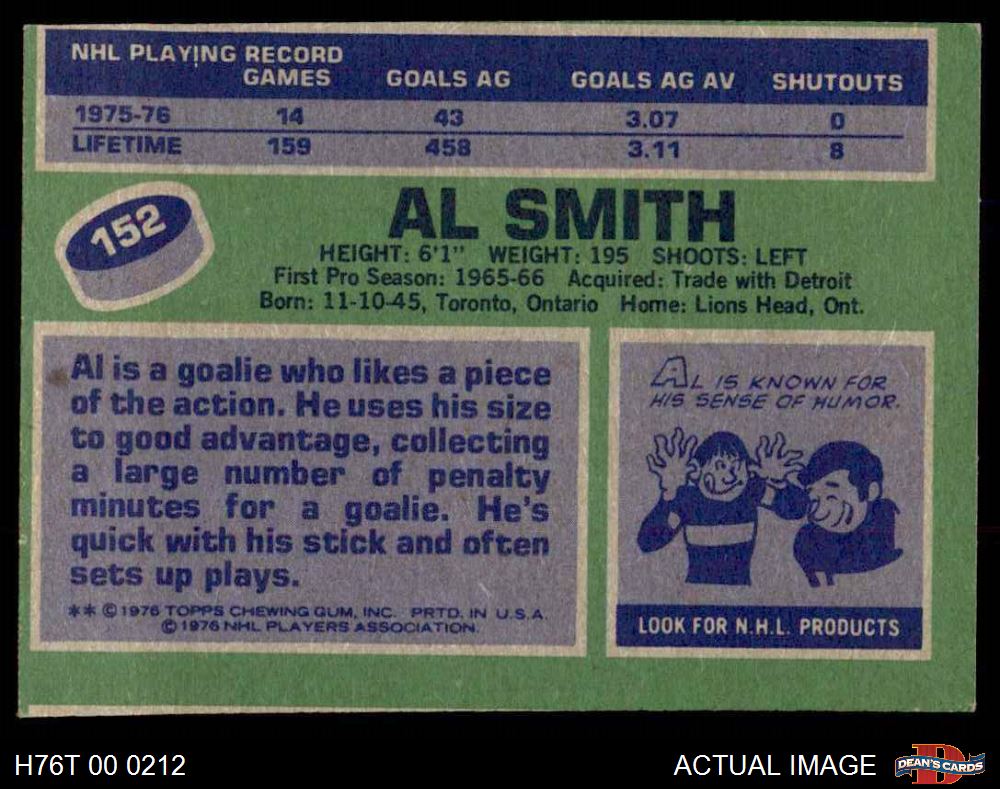 NHL PLAYING RECORD
GAMES GOALS AG GOALS AG AV SHUTOUTS
1975-76 14 43 3.07 0
LIFETIME 159 458 3.11 8
152
AL SMITH
HEIGHT: 6'1" WEIGHT: 195 SHOOTS: LEFT
First Pro Season: 1965-66 Acquired: Trade with Detroit
Born: 11-10-45, Toronto, Ontario Home: Lions Head, Ont.
Al is a goalie who likes a piece
of the action. He uses his size
to good advantage, collecting
a large number of penalty
minutes for a goalie. He's
quick with his stick and often
sets up plays.
** © 1976 TOPPS CHEWING GUM, INC. PRTD. IN U.S.A.
© 1976 NHL PLAYERS ASSOCIATION.
AL IS KNOWN FOR
HIS SENSE OF HUMOR.
LOOK FOR N.H.L. PRODUCTS
H76T 00 0212
ACTUAL IMAGE
DEAN'S CARDS